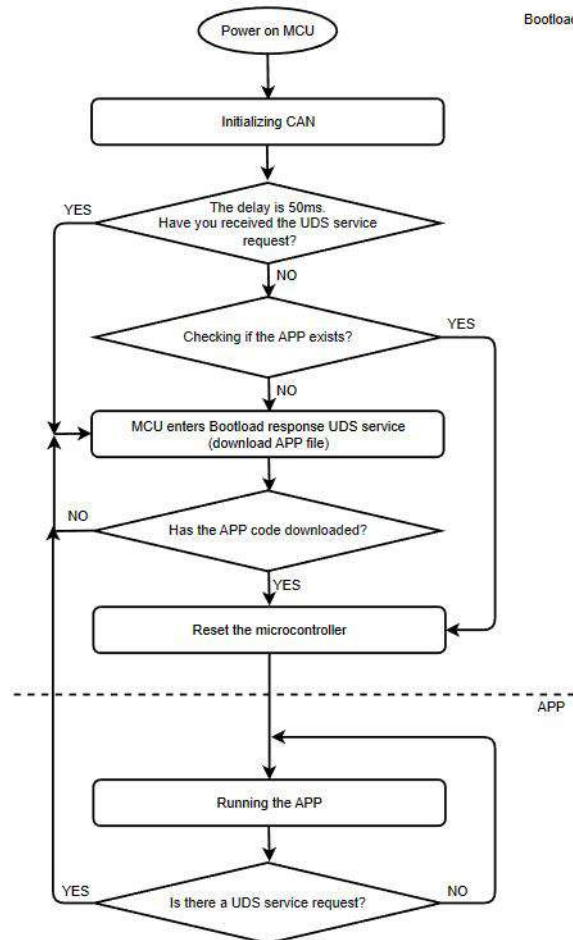 Power on MCU
Bootload
Initializing CAN
YES
The delay is 50ms.
Have you received the UDS service
request?
NO
Checking if the APP exists?
YES
NO
MCU enters Bootload response UDS service
(download APP file)
NO
Has the APP code downloaded?
YES
Reset the microcontroller
APP
Running the APP
YES
Is there a UDS service request?
NO